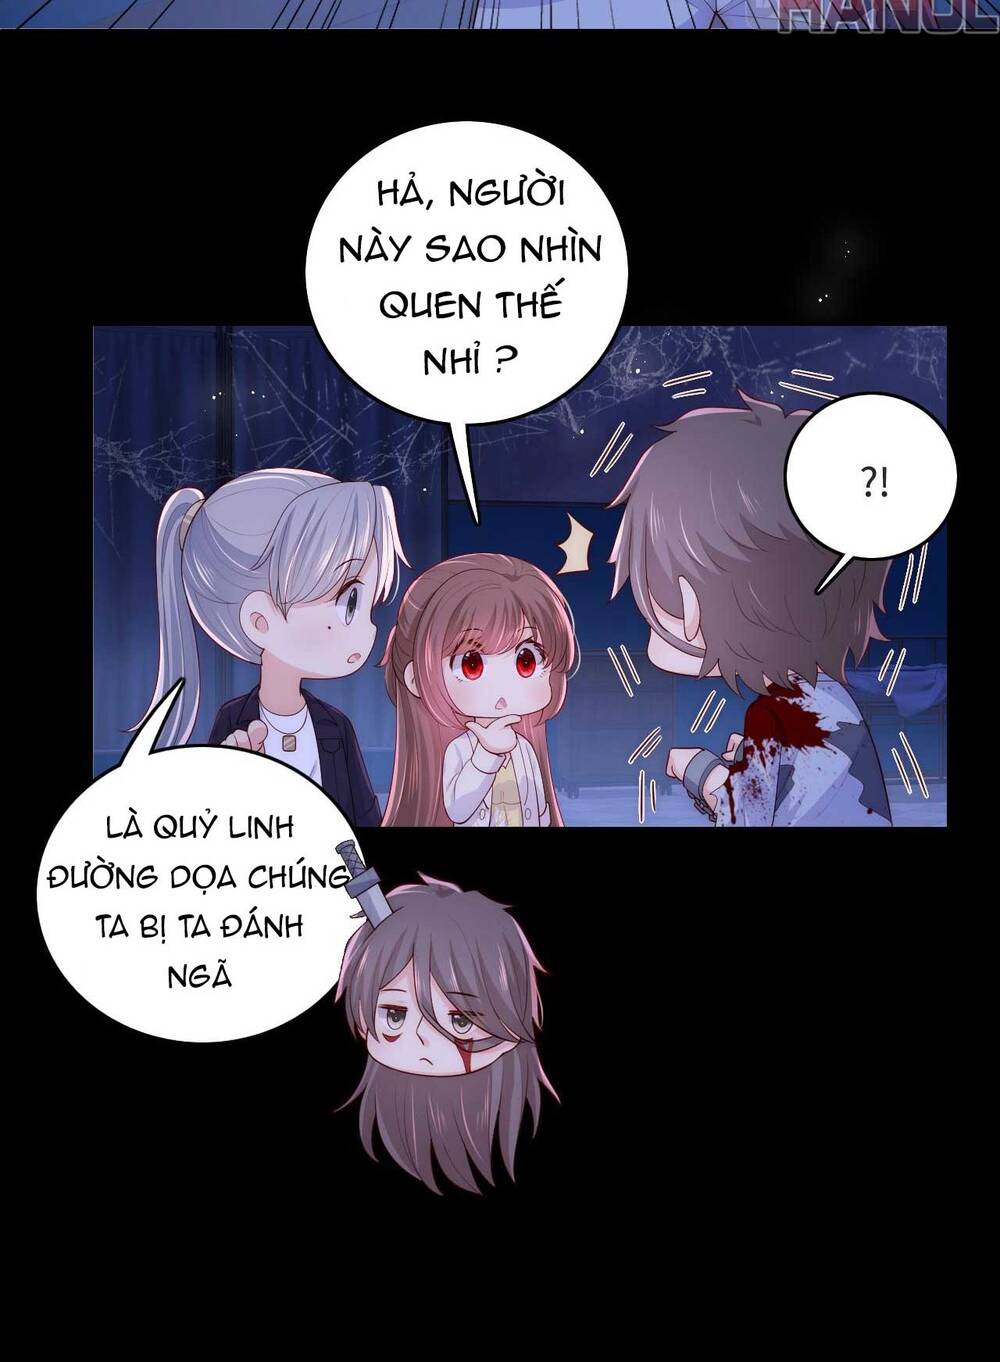 HANUL
HẢ, NGƯỜI
NÀY SAO NHÌN
QUEN THẾ
NHỈ ?
?!
LÀ QUỶ LINH
ĐƯỜNG DỌA CHÚNG
TA BỊ TA ĐÁNH
NGÃ